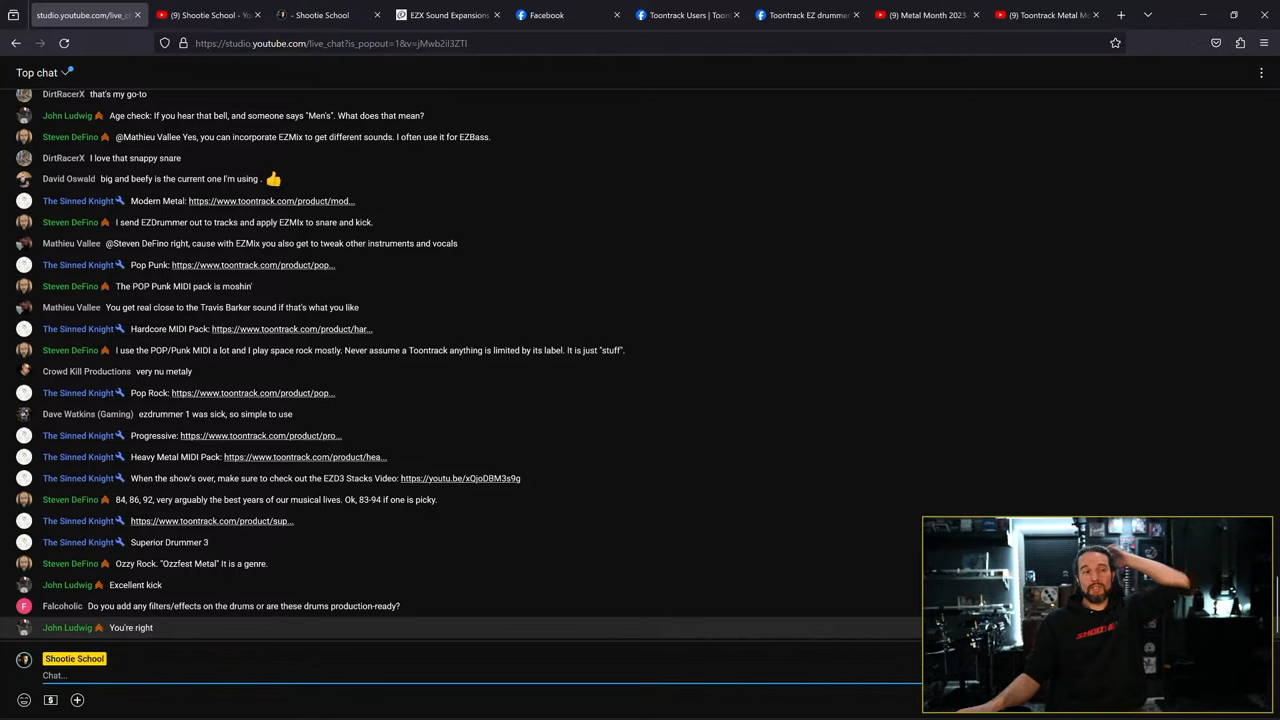 studio.youtube.com/live_c
(9) Shootie School - Yo
- Shootie School
EZX Sound Expansions
Facebook
Toontrack Users | Toont
Toontrack EZ drummer
(9) Metal Month 2023
(9) Toontrack Metal Mo
https://studio.youtube.com/live_chat?is_popout=1&v=jMwb2iI3ZTI
Top chat
DirtRacerX that's my go-to
John Ludwig Age check: If you hear that bell, and someone says "Men's". What does that mean?
Steven DeFino @Mathieu Vallee Yes, you can incorporate EZMix to get different sounds. I often use it for EZBass.
DirtRacerX I love that snappy snare
David Oswald big and beefy is the current one I'm using . 👍
The Sinned Knight Modern Metal: https://www.toontrack.com/product/mod...
Steven DeFino I send EZDrummer out to tracks and apply EZMIx to snare and kick.
Mathieu Vallee @Steven DeFino right, cause with EZMix you also get to tweak other instruments and vocals
The Sinned Knight Pop Punk: https://www.toontrack.com/product/pop...
Steven DeFino The POP Punk MIDI pack is moshin'
Mathieu Vallee You get real close to the Travis Barker sound if that's what you like
The Sinned Knight Hardcore MIDI Pack: https://www.toontrack.com/product/har...
Steven DeFino I use the POP/Punk MIDI a lot and I play space rock mostly. Never assume a Toontrack anything is limited by its label. It is just "stuff".
Crowd Kill Productions very nu metaly
The Sinned Knight Pop Rock: https://www.toontrack.com/product/pop...
Dave Watkins (Gaming) ezdrummer 1 was sick, so simple to use
The Sinned Knight Progressive: https://www.toontrack.com/product/pro...
The Sinned Knight Heavy Metal MIDI Pack: https://www.toontrack.com/product/hea...
The Sinned Knight When the show's over, make sure to check out the EZD3 Stacks Video: https://youtu.be/xQjoDBM3s9g
Steven DeFino 84, 86, 92, very arguably the best years of our musical lives. Ok, 83-94 if one is picky.
The Sinned Knight https://www.toontrack.com/product/sup...
The Sinned Knight Superior Drummer 3
Steven DeFino Ozzy Rock. "Ozzfest Metal" It is a genre.
John Ludwig Excellent kick
F Falcoholic Do you add any filters/effects on the drums or are these drums production-ready?
John Ludwig You're right
Shootie School
Chat...
SHOOTIE